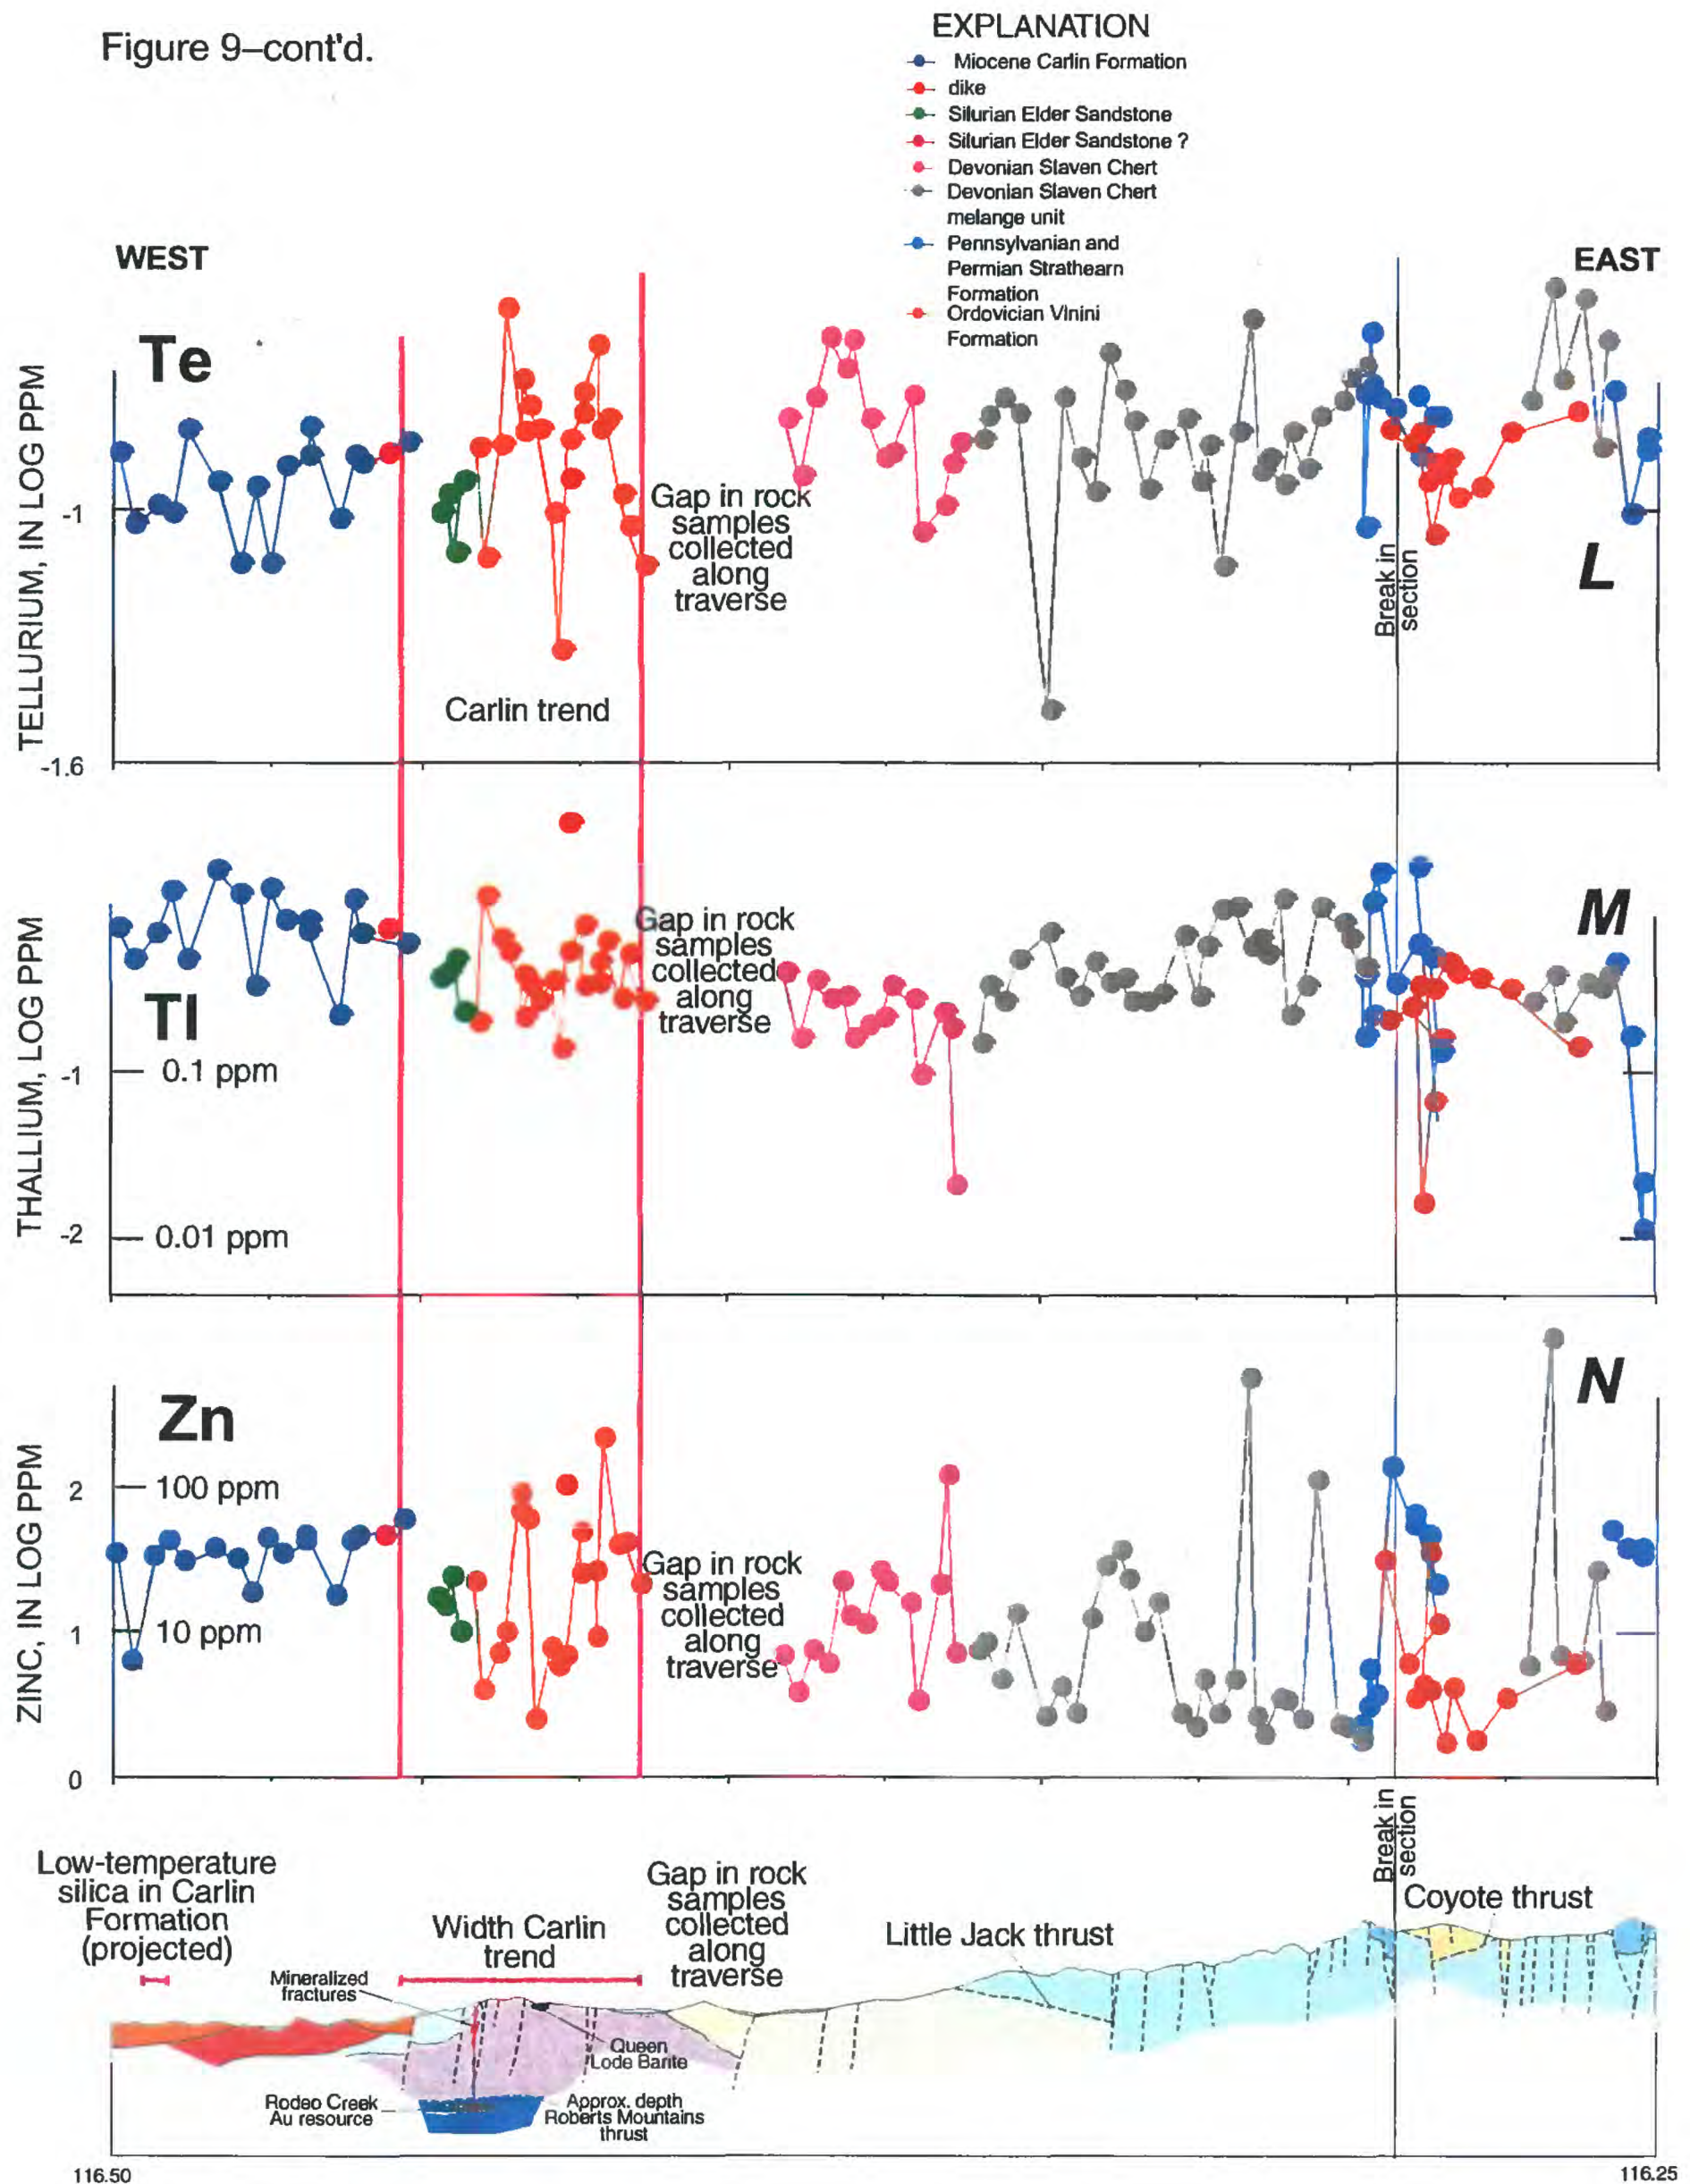 Figure 9–cont'd.
EXPLANATION
Miocene Carlin Formation
dike
Silurian Elder Sandstone
Silurian Elder Sandstone ?
Devonian Slaven Chert
Devonian Slaven Chert
melange unit
Pennsylvanian and
Permian Strathearn
Formation
Ordovician Vinini
Formation
WEST
EAST
Te
TELLURIUM, IN LOG PPM
-1
-1.6
Gap in rock
samples
collected
along
traverse
Carlin trend
Break in
section
L
Tl
THALLIUM, LOG PPM
-1
0.1 ppm
-2
0.01 ppm
Gap in rock
samples
collected
along
traverse
M
Zn
ZINC, IN LOG PPM
2
100 ppm
1
10 ppm
0
Gap in rock
samples
collected
along
traverse
N
Break in
section
Low-temperature
silica in Carlin
Formation
(projected)
Width Carlin
trend
Gap in rock
samples
collected
along
traverse
Little Jack thrust
Coyote thrust
Mineralized
fractures
Queen
Lode Barite
Rodeo Creek
Au resource
Approx. depth
Roberts Mountains
thrust
116.50
116.25